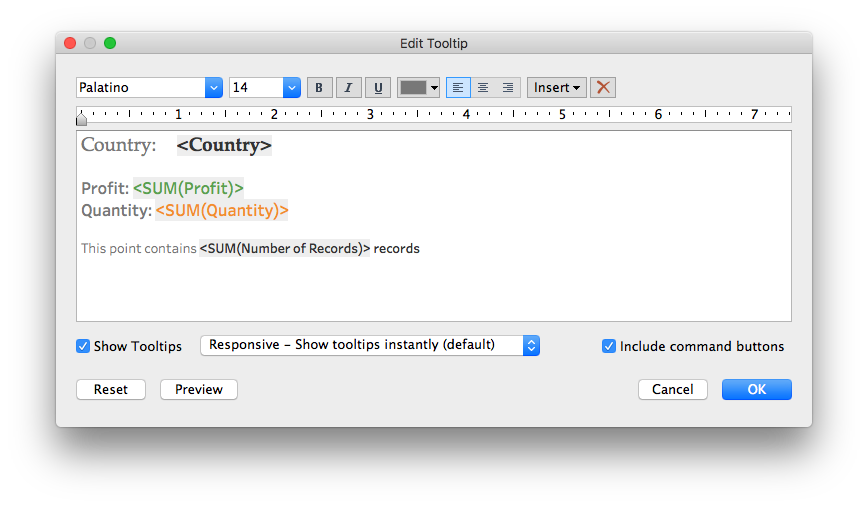 Edit Tooltip
Palatino 14 B I U Insert
1 2 3 4 5 6 7
Country: <Country>
Profit: <SUM(Profit)>
Quantity: <SUM(Quantity)>
This point contains <SUM(Number of Records)> records
Show Tooltips Responsive – Show tooltips instantly (default) Include command buttons
Reset Preview Cancel OK